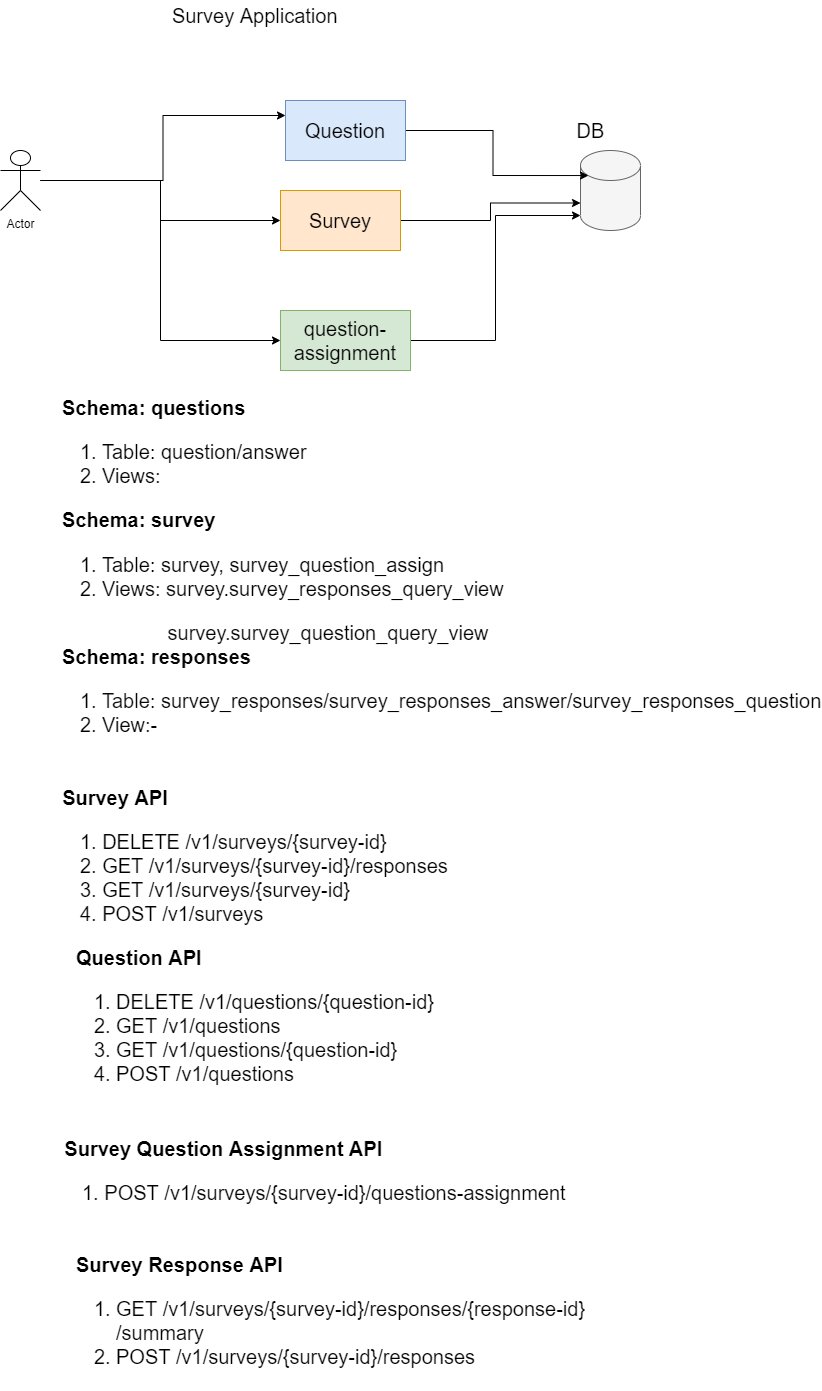 Survey Application
Question
DB
Survey
Actor
question-
assignment
Schema: questions
1. Table: question/answer
2. Views:
Schema: survey
1. Table: survey, survey_question_assign
2. Views: survey.survey_responses_query_view
survey.survey_question_query_view
Schema: responses
1. Table: survey_responses/survey_responses_answer/survey_responses_question
2. View:-
Survey API
1. DELETE /v1/surveys/{survey-id}
2. GET /v1/surveys/{survey-id}/responses
3. GET /v1/surveys/{survey-id}
4. POST /v1/surveys
Question API
1. DELETE /v1/questions/{question-id}
2. GET /v1/questions
3. GET /v1/questions/{question-id}
4. POST /v1/questions
Survey Question Assignment API
1. POST /v1/surveys/{survey-id}/questions-assignment
Survey Response API
1. GET /v1/surveys/{survey-id}/responses/{response-id}
/summary
2. POST /v1/surveys/{survey-id}/responses